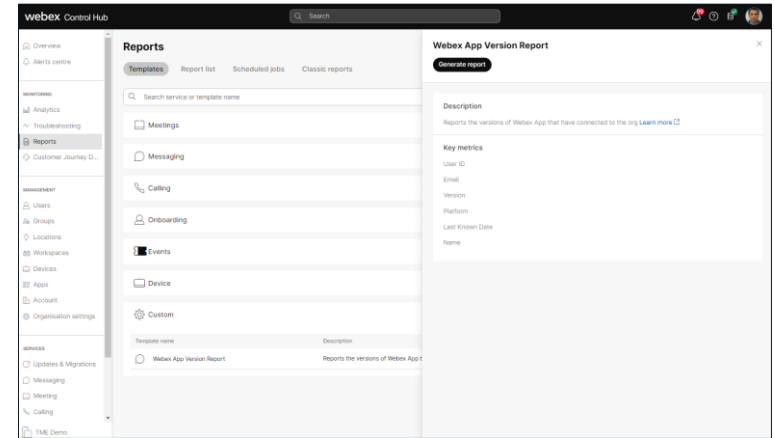 webex Control Hub
Search
Overview
Alerts centre
MONITORING
Analytics
Troubleshooting
Reports
Customer Journey D...
MANAGEMENT
Users
Groups
Locations
Workspaces
Devices
Apps
Account
Organisation settings
SERVICES
Updates & Migrations
Messaging
Meeting
Calling
TME Demo
Reports
Templates Report list Scheduled jobs Classic reports
Search service or template name
Meetings
Messaging
Calling
Onboarding
Events
Device
Custom
Template name Description
Webex App Version Report Reports the versions of Webex App t
Webex App Version Report
Generate report
Description
Reports the versions of Webex App that have connected to the org Learn more
Key metrics
User ID
Email
Version
Platform
Last Known Date
Name